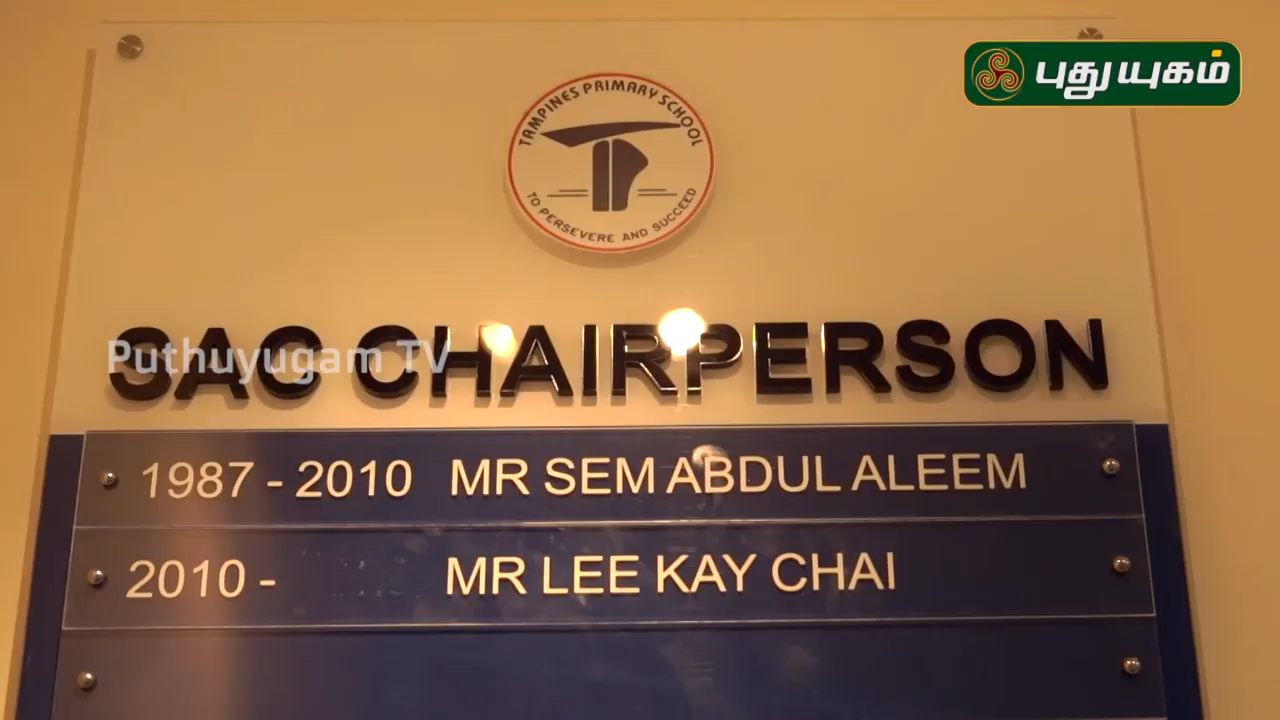 புதுயுகம்
TAMPINES PRIMARY SCHOOL
TO PERSEVERE AND SUCCEED
SAC CHAIRPERSON
Puthuyugam TV
1987 - 2010 MR SEM ABDUL ALEEM
2010 - MR LEE KAY CHAI